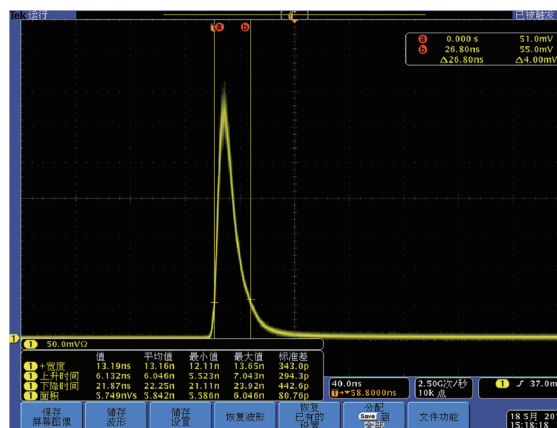 Tek 运行
已被触发
a 0.000 s 51.0mV
b 26.80ns 55.0mV
Δ26.80ns Δ4.00mV
a b
1 50.0mVΩ
值 平均值 最小值 最大值 标准差
1 +宽度 13.19ns 13.16n 12.11n 13.65n 343.0p
1 上升时间 6.132ns 6.046n 5.523n 7.043n 294.3p
1 下降时间 21.87ns 22.25n 21.11n 23.92n 442.6p
1 面积 5.749nVs 5.842n 5.586n 6.046n 80.76p
40.0ns
58.8000ns
2.50G次/秒
10k 点
1 37.0m
保存 屏幕图像
储存 波形
储存 设置
恢复波形
恢复 已有的 设置
分配 Save 到
文件功能
18 5月 20
15:18:18